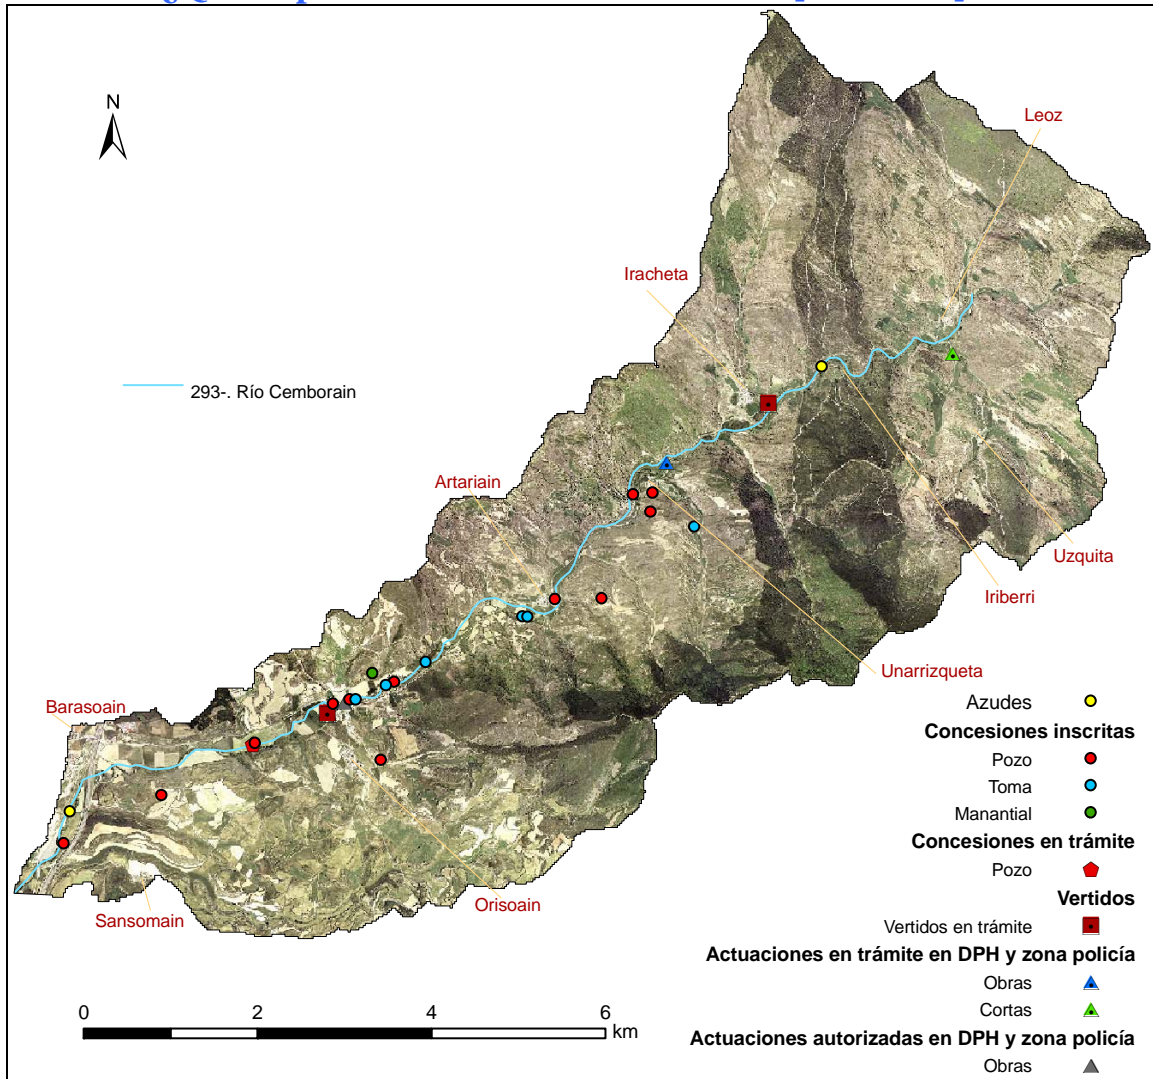 N
Leoz
Iracheta
293-. Río Cemborain
Artariain
Uzquita
Iriberri
Unarrizqueta
Barasoain
Sansomain
Orisoain
Azudes
Concesiones inscritas
Pozo
Toma
Manantial
Concesiones en trámite
Pozo
Vertidos
Vertidos en trámite
Actuaciones en trámite en DPH y zona policía
Obras
Cortas
Actuaciones autorizadas en DPH y zona policía
Obras
0 2 4 6
km